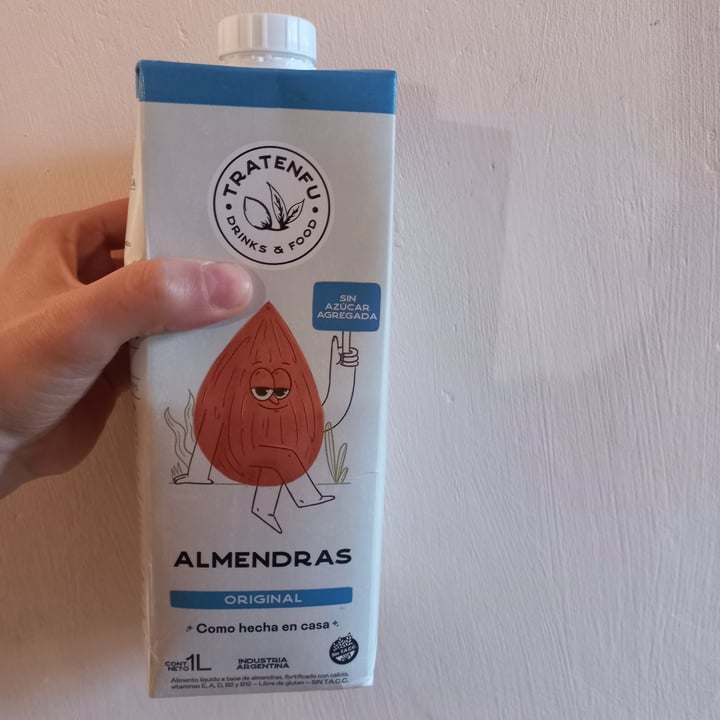 TRATENFU
DRINKS & FOOD
SIN
AZÚCAR
AGREGADA
ALMENDRAS
ORIGINAL
Como hecha en casa
CONT.
NETO 1L
INDUSTRIA
ARGENTINA
SIN T.A.C.C.
Alimento líquido a base de almendras, fortificado con calcio,
vitaminas E, A, D, B2 y B12 – Libre de gluten – SIN T.A.C.C.